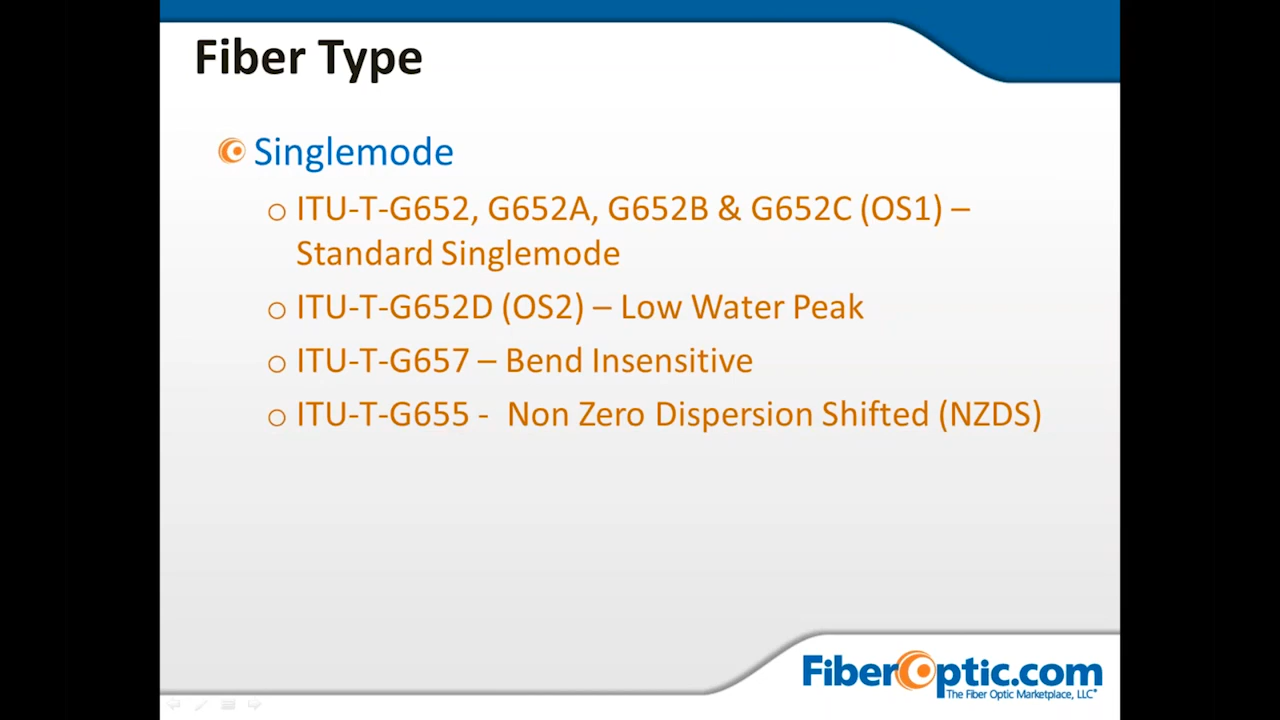 Fiber Type
Singlemode
ITU-T-G652, G652A, G652B & G652C (OS1) –
Standard Singlemode
ITU-T-G652D (OS2) – Low Water Peak
ITU-T-G657 – Bend Insensitive
ITU-T-G655 - Non Zero Dispersion Shifted (NZDS)
FiberOptic.com
The Fiber Optic Marketplace, LLC®